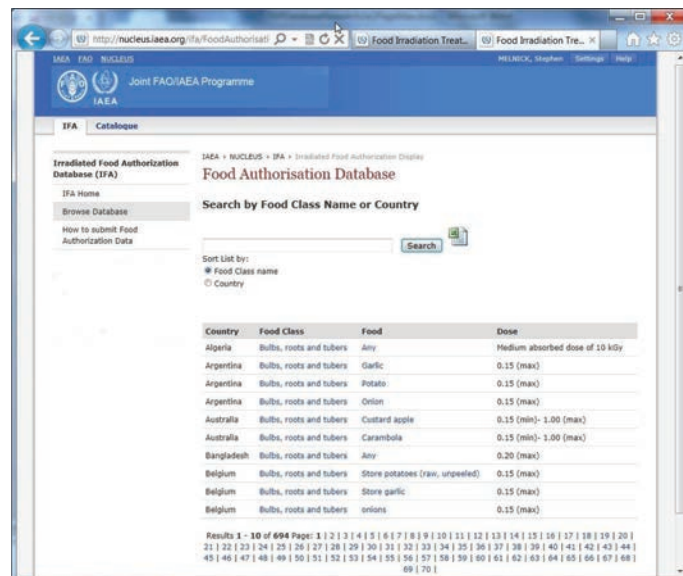 http://nucleus.iaea.org/ifa/FoodAuthorisati
Food Irradiation Treat...
Food Irradiation Tre...
IAEA FAO NUCLEUS
MELNICK, Stephen Settings Help
Joint FAO/IAEA Programme
IAEA
IFA Catalogue
Irradiated Food Authorization
Database (IFA)
IFA Home
Browse Database
How to submit Food
Authorization Data
IAEA > NUCLEUS > IFA > Irradiated Food Authorization Display
Food Authorisation Database
Search by Food Class Name or Country
Search
Sort List by:
Food Class name
Country
Country Food Class Food Dose
Algeria Bulbs, roots and tubers Any Medium absorbed dose of 10 kGy
Argentina Bulbs, roots and tubers Garlic 0.15 (max)
Argentina Bulbs, roots and tubers Potato 0.15 (max)
Argentina Bulbs, roots and tubers Onion 0.15 (max)
Australia Bulbs, roots and tubers Custard apple 0.15 (min)- 1.00 (max)
Australia Bulbs, roots and tubers Carambola 0.15 (min)- 1.00 (max)
Bangladesh Bulbs, roots and tubers Any 0.20 (max)
Belgium Bulbs, roots and tubers Store potatoes (raw, unpeeled) 0.15 (max)
Belgium Bulbs, roots and tubers Store garlic 0.15 (max)
Belgium Bulbs, roots and tubers onions 0.15 (max)
Results 1 - 10 of 694 Page: 1 | 2 | 3 | 4 | 5 | 6 | 7 | 8 | 9 | 10 | 11 | 12 | 13 | 14 | 15 | 16 | 17 | 18 | 19 | 20 |
21 | 22 | 23 | 24 | 25 | 26 | 27 | 28 | 29 | 30 | 31 | 32 | 33 | 34 | 35 | 36 | 37 | 38 | 39 | 40 | 41 | 42 | 43 | 44 |
45 | 46 | 47 | 48 | 49 | 50 | 51 | 52 | 53 | 54 | 55 | 56 | 57 | 58 | 59 | 60 | 61 | 62 | 63 | 64 | 65 | 66 | 67 | 68 |
69 | 70 |